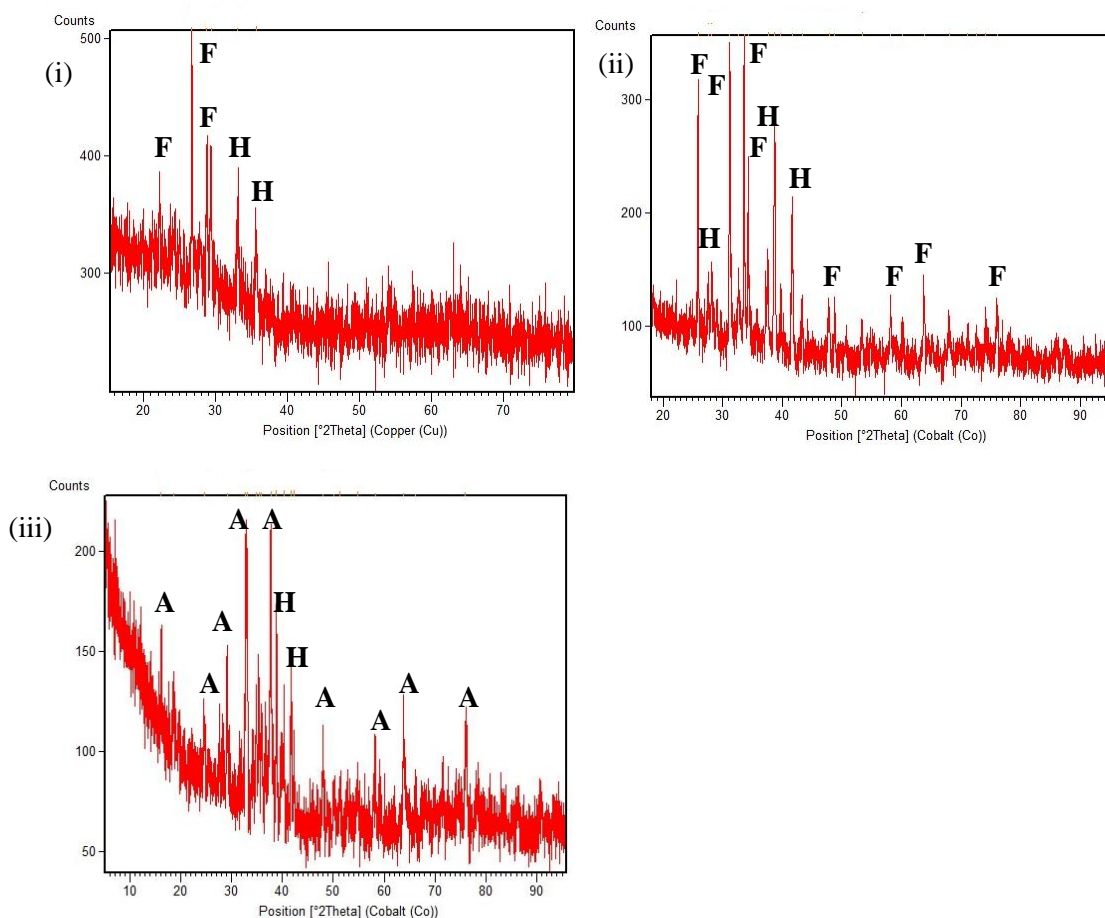 Counts
(i)
500
400
300
F
F
F
H
H
20 30 40 50 60 70
Position [°2Theta] (Copper (Cu))
Counts
(ii)
300
200
100
F
F
F
H
F
H
H
F
F
F
F
20 30 40 50 60 70 80 90
Position [°2Theta] (Cobalt (Co))
Counts
(iii)
200
150
100
50
A
A
A
A
H
A
H
A
A
A
A
A
10 20 30 40 50 60 70 80 90
Position [°2Theta] (Cobalt (Co))